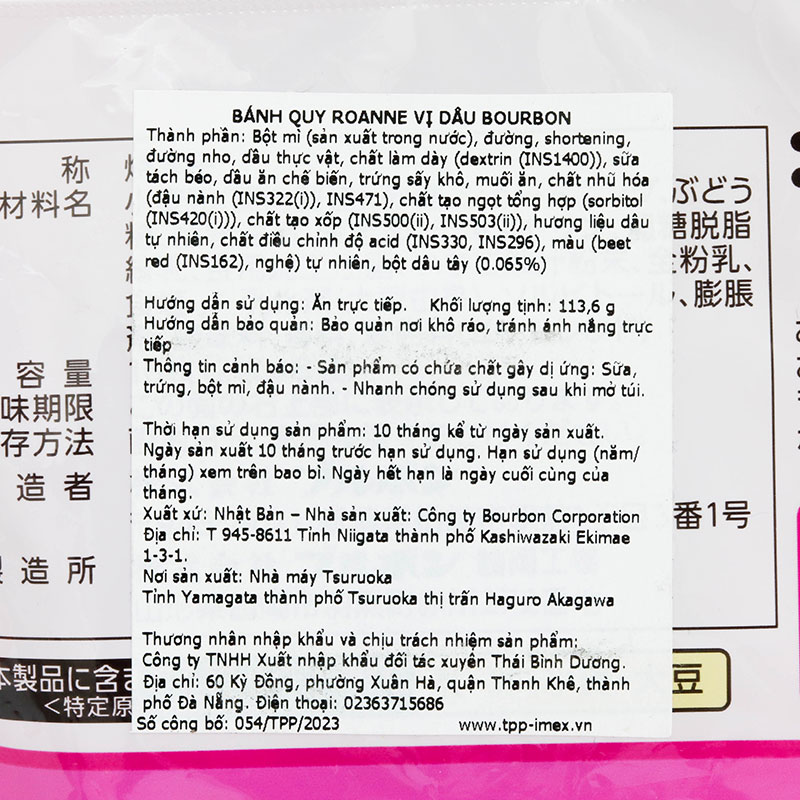 BÁNH QUY ROANNE VỊ DÂU BOURBON
Thành phần: Bột mì (sản xuất trong nước), đường, shortening,
đường nho, dầu thực vật, chất làm dày (dextrin (INS1400)), sữa
tách béo, dầu ăn chế biến, trứng sấy khô, muối ăn, chất nhũ hóa
(đậu nành (INS322(i)), INS471), chất tạo ngọt tổng hợp (sorbitol
(INS420(i))), chất tạo xốp (INS500(ii), INS503(ii)), hương liệu dâu
tự nhiên, chất điều chỉnh độ acid (INS330, INS296), màu (beet
red (INS162), nghệ) tự nhiên, bột dâu tây (0.065%)
Hướng dẫn sử dụng: Ăn trực tiếp. Khối lượng tịnh: 113,6 g
Hướng dẫn bảo quản: Bảo quản nơi khô ráo, tránh ánh nắng trực
tiếp
Thông tin cảnh báo: - Sản phẩm có chứa chất gây dị ứng: Sữa,
trứng, bột mì, đậu nành. - Nhanh chóng sử dụng sau khi mở túi.
Thời hạn sử dụng sản phẩm: 10 tháng kể từ ngày sản xuất.
Ngày sản xuất 10 tháng trước hạn sử dụng. Hạn sử dụng (năm/
tháng) xem trên bao bì. Ngày hết hạn là ngày cuối cùng của
tháng.
Xuất xứ: Nhật Bản – Nhà sản xuất: Công ty Bourbon Corporation
Địa chỉ: T 945-8611 Tỉnh Niigata thành phố Kashiwazaki Ekimae
1-3-1.
Nơi sản xuất: Nhà máy Tsuruoka
Tỉnh Yamagata thành phố Tsuruoka thị trấn Haguro Akagawa
Thương nhân nhập khẩu và chịu trách nhiệm sản phẩm:
Công ty TNHH Xuất nhập khẩu đối tác xuyên Thái Bình Dương.
Địa chỉ: 60 Kỳ Đồng, phường Xuân Hà, quận Thanh Khê, thành
phố Đà Nẵng. Điện thoại: 02363715686
Số công bố: 054/TPP/2023 www.tpp-imex.vn
称
材料名
容量
味期限
存方法
造者
造所
ぶどう
糖脱脂
粉乳、
、膨脹
番1号
本製品に含ま
<特定原
豆